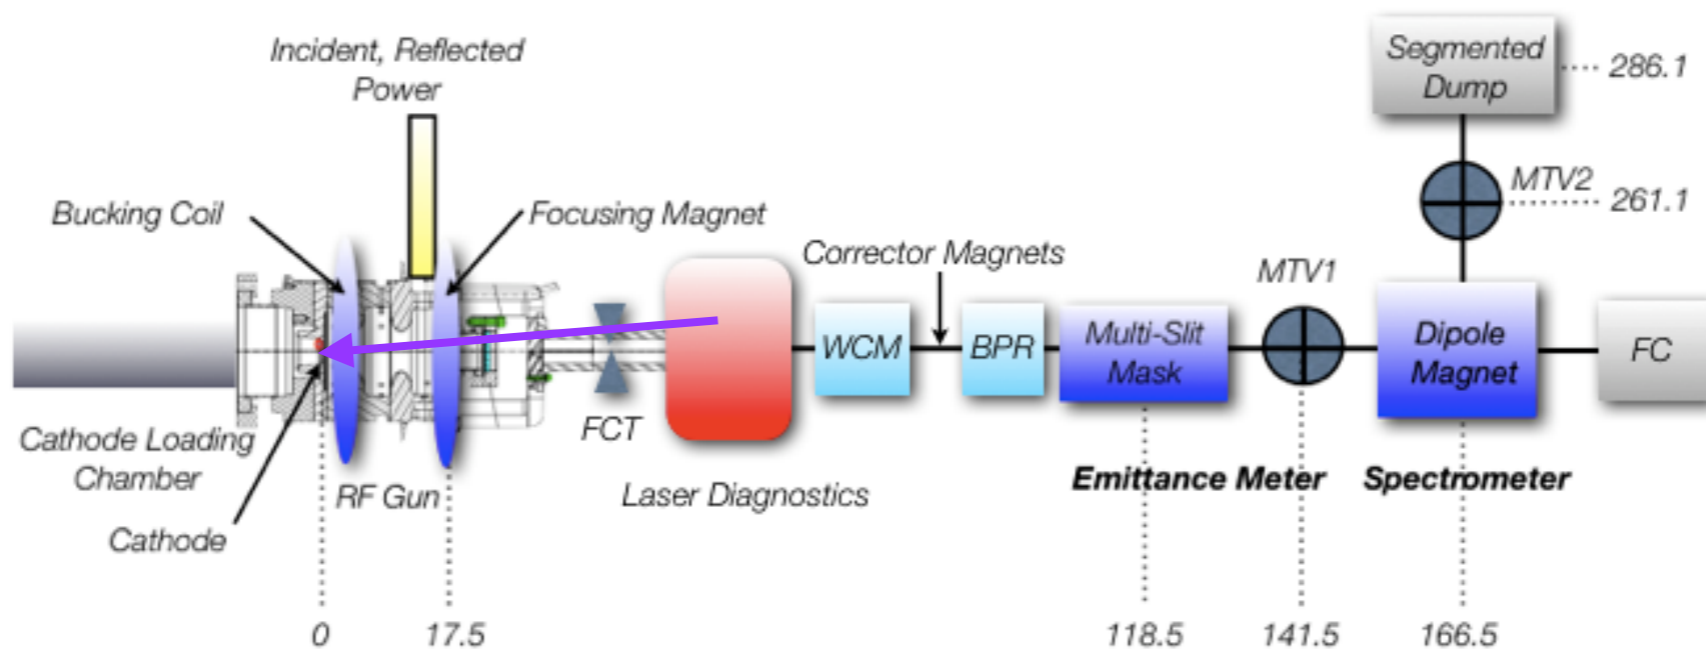 Incident, Reflected
Power
Segmented
Dump
286.1
MTV2
261.1
Bucking Coil
Focusing Magnet
Corrector Magnets
MTV1
WCM
BPR
Multi-Slit
Mask
Dipole
Magnet
FC
FCT
Cathode Loading
Chamber
RF Gun
Laser Diagnostics
Emittance Meter
Spectrometer
Cathode
0
17.5
118.5
141.5
166.5